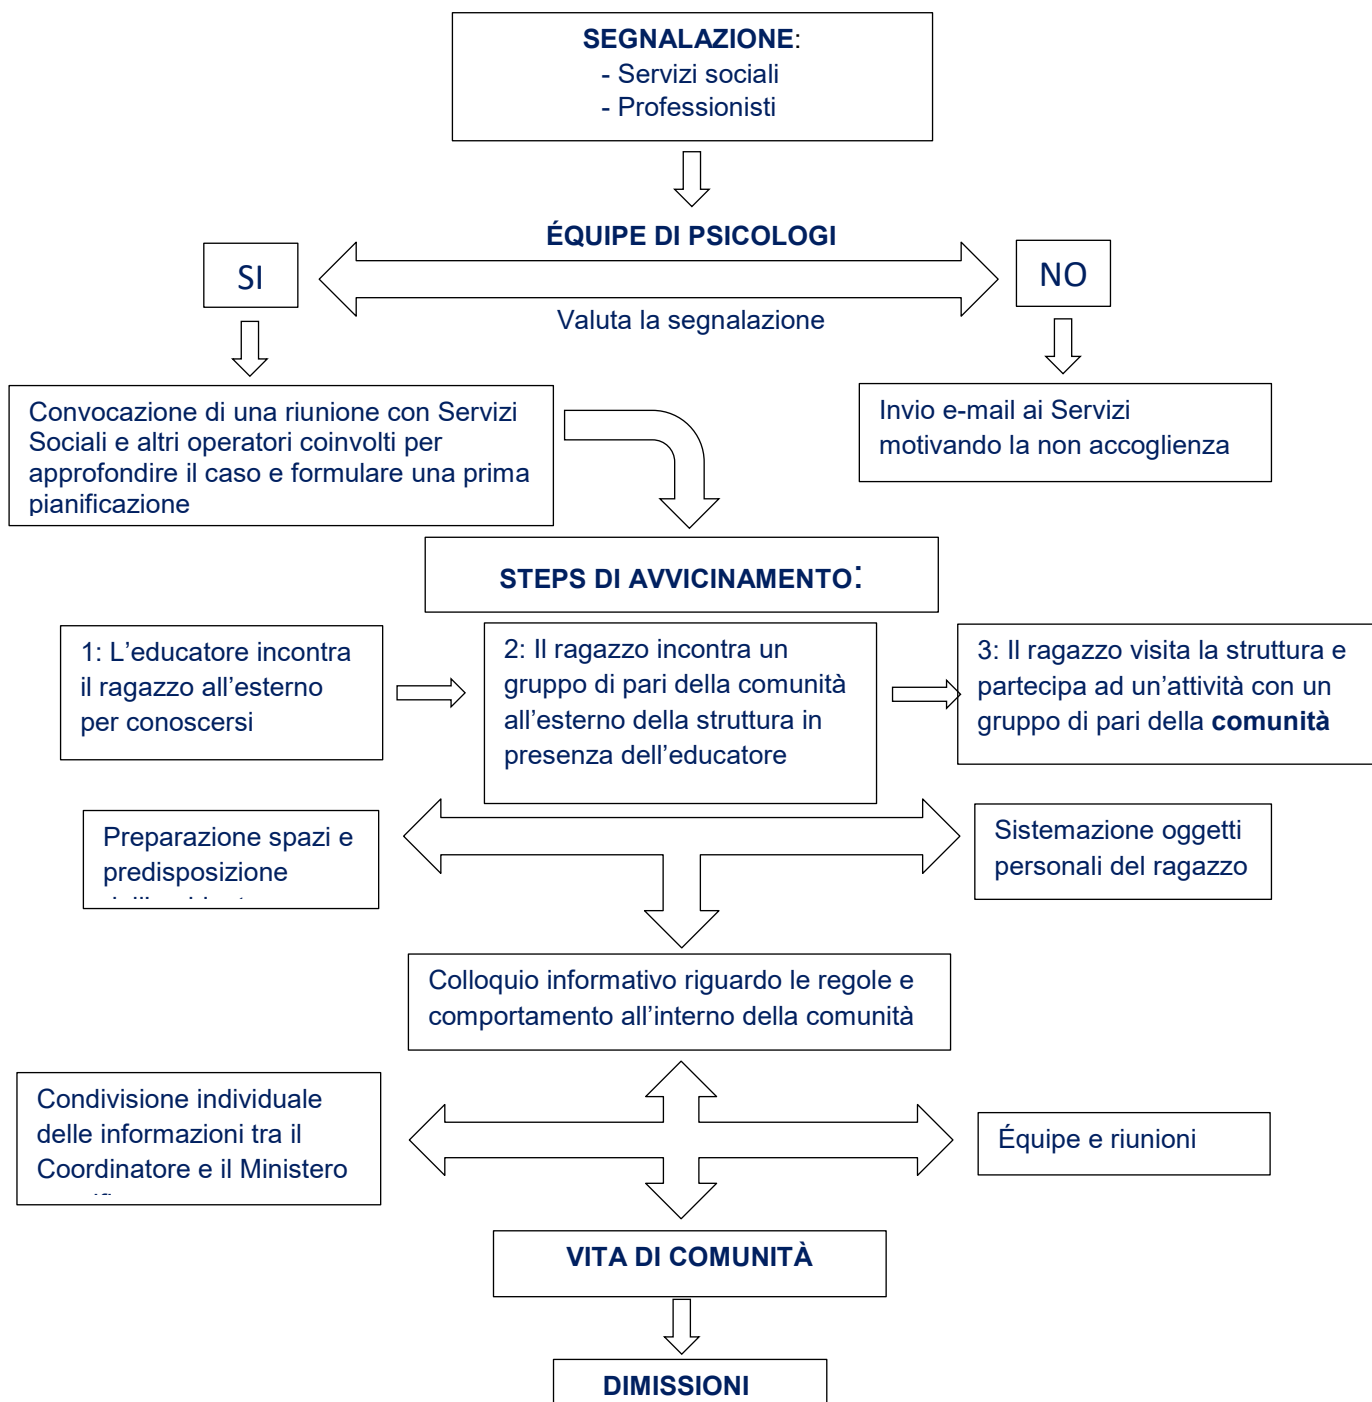 SEGNALAZIONE:
- Servizi sociali
- Professionisti
ÉQUIPE DI PSICOLOGI
SI
NO
Valuta la segnalazione
Convocazione di una riunione con Servizi
Sociali e altri operatori coinvolti per
approfondire il caso e formulare una prima
pianificazione
Invio e-mail ai Servizi
motivando la non accoglienza
STEPS DI AVVICINAMENTO:
1: L’educatore incontra
il ragazzo all’esterno
per conoscersi
2: Il ragazzo incontra un
gruppo di pari della comunità
all’esterno della struttura in
presenza dell’educatore
3: Il ragazzo visita la struttura e
partecipa ad un’attività con un
gruppo di pari della comunità
Preparazione spazi e
predisposizione
Sistemazione oggetti
personali del ragazzo
Colloquio informativo riguardo le regole e
comportamento all’interno della comunità
Condivisione individuale
delle informazioni tra il
Coordinatore e il Ministero
Équipe e riunioni
VITA DI COMUNITÀ
DIMISSIONI